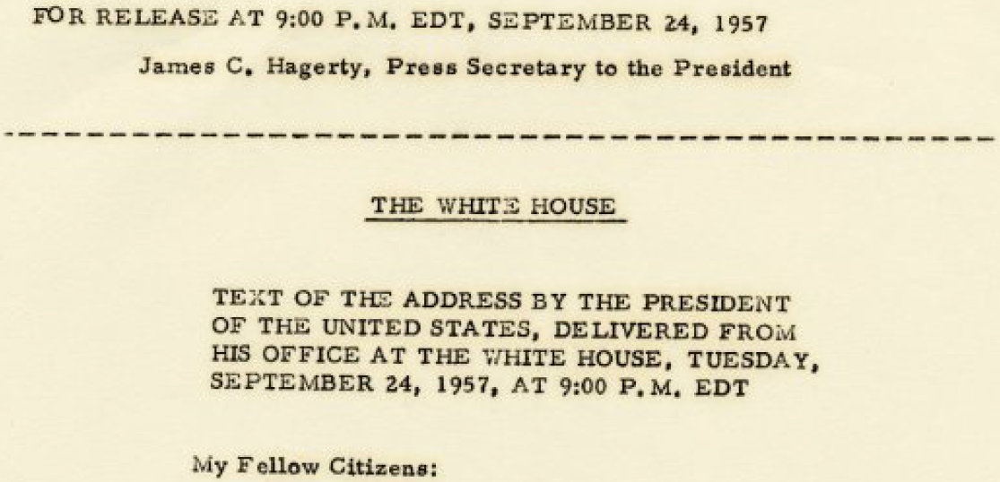 FOR RELEASE AT 9:00 P.M. EDT, SEPTEMBER 24, 1957
James C. Hagerty, Press Secretary to the President
THE WHITE HOUSE
TEXT OF THE ADDRESS BY THE PRESIDENT
OF THE UNITED STATES, DELIVERED FROM
HIS OFFICE AT THE WHITE HOUSE, TUESDAY,
SEPTEMBER 24, 1957, AT 9:00 P.M. EDT
My Fellow Citizens: